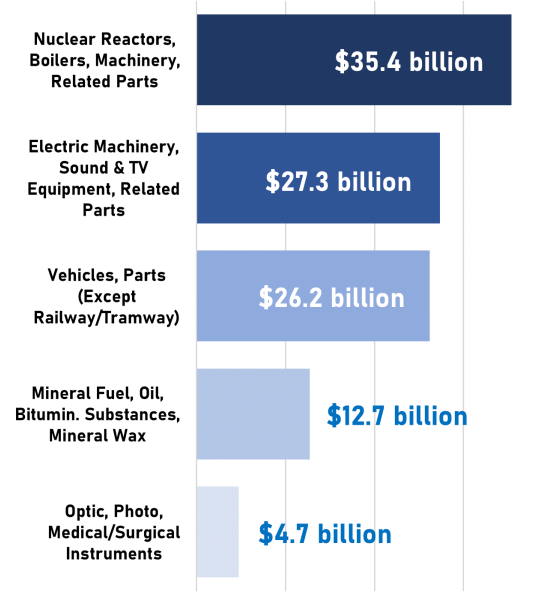 Nuclear Reactors,
Boilers, Machinery,
Related Parts
$35.4 billion
Electric Machinery,
Sound & TV
Equipment, Related
Parts
$27.3 billion
Vehicles, Parts
(Except
Railway/Tramway)
$26.2 billion
Mineral Fuel, Oil,
Bitumin. Substances,
Mineral Wax
$12.7 billion
Optic, Photo,
Medical/Surgical
Instruments
$4.7 billion